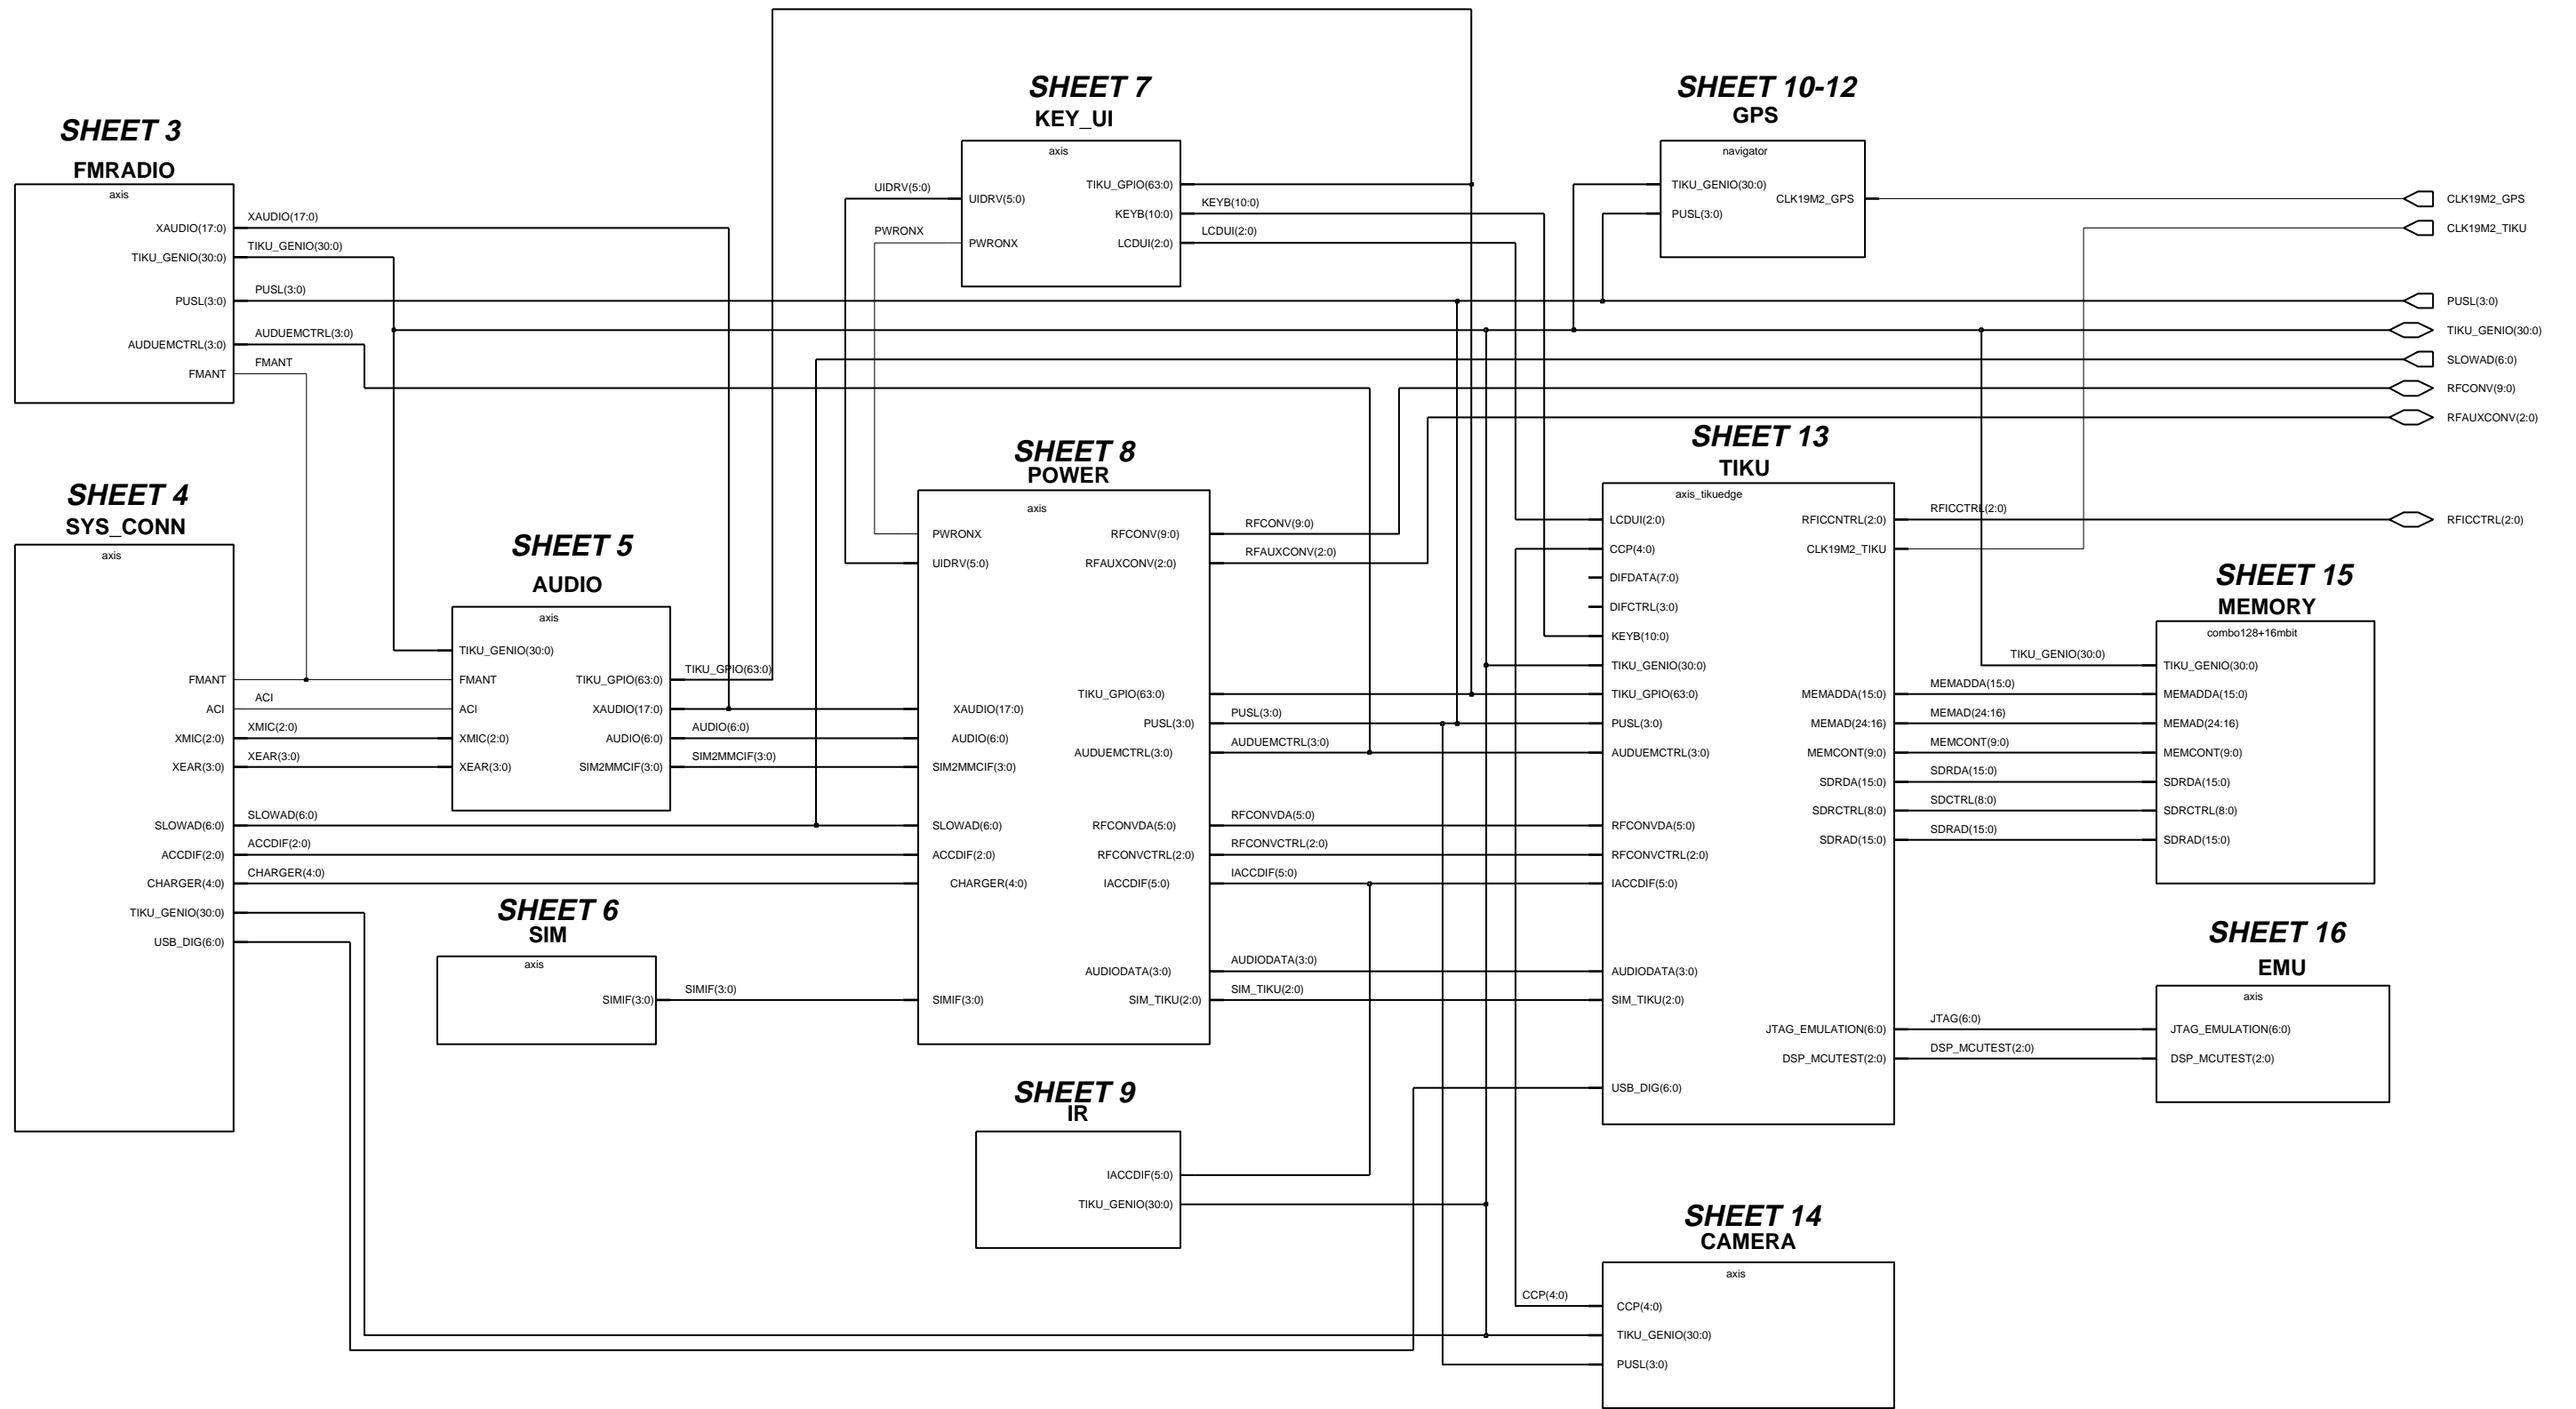 SHEET 3
FMRADIO
axis
XAUDIO(17:0)
TIKU_GENIO(30:0)
PUSL(3:0)
AUDUEMCTRL(3:0)
FMANT
XAUDIO(17:0)
TIKU_GENIO(30:0)
PUSL(3:0)
AUDUEMCTRL(3:0)
FMANT
SHEET 4
SYS_CONN
axis
FMANT
ACI
XMIC(2:0)
XEAR(3:0)
SLOWAD(6:0)
ACCDIF(2:0)
CHARGER(4:0)
TIKU_GENIO(30:0)
USB_DIG(6:0)
ACI
XMIC(2:0)
XEAR(3:0)
SLOWAD(6:0)
ACCDIF(2:0)
CHARGER(4:0)
SHEET 5
AUDIO
axis
TIKU_GENIO(30:0)
FMANT
ACI
XMIC(2:0)
XEAR(3:0)
TIKU_GPIO(63:0)
XAUDIO(17:0)
AUDIO(6:0)
SIM2MMCIF(3:0)
TIKU_GPIO(63:0)
AUDIO(6:0)
SIM2MMCIF(3:0)
SHEET 6
SIM
axis
SIMIF(3:0)
SIMIF(3:0)
SHEET 7
KEY_UI
axis
UIDRV(5:0)
PWRONX
UIDRV(5:0)
PWRONX
TIKU_GPIO(63:0)
KEYB(10:0)
LCDUI(2:0)
KEYB(10:0)
LCDUI(2:0)
SHEET 8
POWER
axis
PWRONX
UIDRV(5:0)
XAUDIO(17:0)
AUDIO(6:0)
SIM2MMCIF(3:0)
SLOWAD(6:0)
ACCDIF(2:0)
CHARGER(4:0)
SIMIF(3:0)
RFCONV(9:0)
RFAUXCONV(2:0)
TIKU_GPIO(63:0)
PUSL(3:0)
AUDUEMCTRL(3:0)
RFCONVDA(5:0)
RFCONVCTRL(2:0)
IACCDIF(5:0)
AUDIODATA(3:0)
SIM_TIKU(2:0)
RFCONV(9:0)
RFAUXCONV(2:0)
PUSL(3:0)
AUDUEMCTRL(3:0)
RFCONVDA(5:0)
RFCONVCTRL(2:0)
IACCDIF(5:0)
AUDIODATA(3:0)
SIM_TIKU(2:0)
SHEET 9
IR
IACCDIF(5:0)
TIKU_GENIO(30:0)
SHEET 10-12
GPS
navigator
TIKU_GENIO(30:0)
PUSL(3:0)
CLK19M2_GPS
SHEET 13
TIKU
axis_tikuedge
LCDUI(2:0)
CCP(4:0)
DIFDATA(7:0)
DIFCTRL(3:0)
KEYB(10:0)
TIKU_GENIO(30:0)
TIKU_GPIO(63:0)
PUSL(3:0)
AUDUEMCTRL(3:0)
RFCONVDA(5:0)
RFCONVCTRL(2:0)
IACCDIF(5:0)
AUDIODATA(3:0)
SIM_TIKU(2:0)
USB_DIG(6:0)
RFICCNTRL(2:0)
CLK19M2_TIKU
MEMADDA(15:0)
MEMAD(24:16)
MEMCONT(9:0)
SDRDA(15:0)
SDRCTRL(8:0)
SDRAD(15:0)
JTAG_EMULATION(6:0)
DSP_MCUTEST(2:0)
RFICCTRL(2:0)
TIKU_GENIO(30:0)
MEMADDA(15:0)
MEMAD(24:16)
MEMCONT(9:0)
SDRDA(15:0)
SDCTRL(8:0)
SDRAD(15:0)
JTAG(6:0)
DSP_MCUTEST(2:0)
SHEET 14
CAMERA
axis
CCP(4:0)
CCP(4:0)
TIKU_GENIO(30:0)
PUSL(3:0)
SHEET 15
MEMORY
combo128+16mbit
TIKU_GENIO(30:0)
MEMADDA(15:0)
MEMAD(24:16)
MEMCONT(9:0)
SDRDA(15:0)
SDRCTRL(8:0)
SDRAD(15:0)
SHEET 16
EMU
axis
JTAG_EMULATION(6:0)
DSP_MCUTEST(2:0)
CLK19M2_GPS
CLK19M2_TIKU
PUSL(3:0)
TIKU_GENIO(30:0)
SLOWAD(6:0)
RFCONV(9:0)
RFAUXCONV(2:0)
RFICCTRL(2:0)